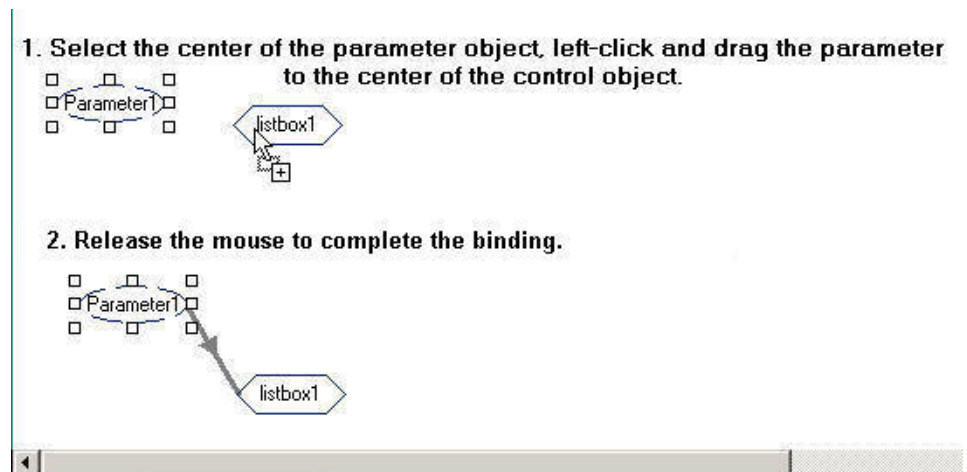 1. Select the center of the parameter object, left-click and drag the parameter
to the center of the control object.
Parameter1
listbox1
2. Release the mouse to complete the binding.
Parameter1
listbox1